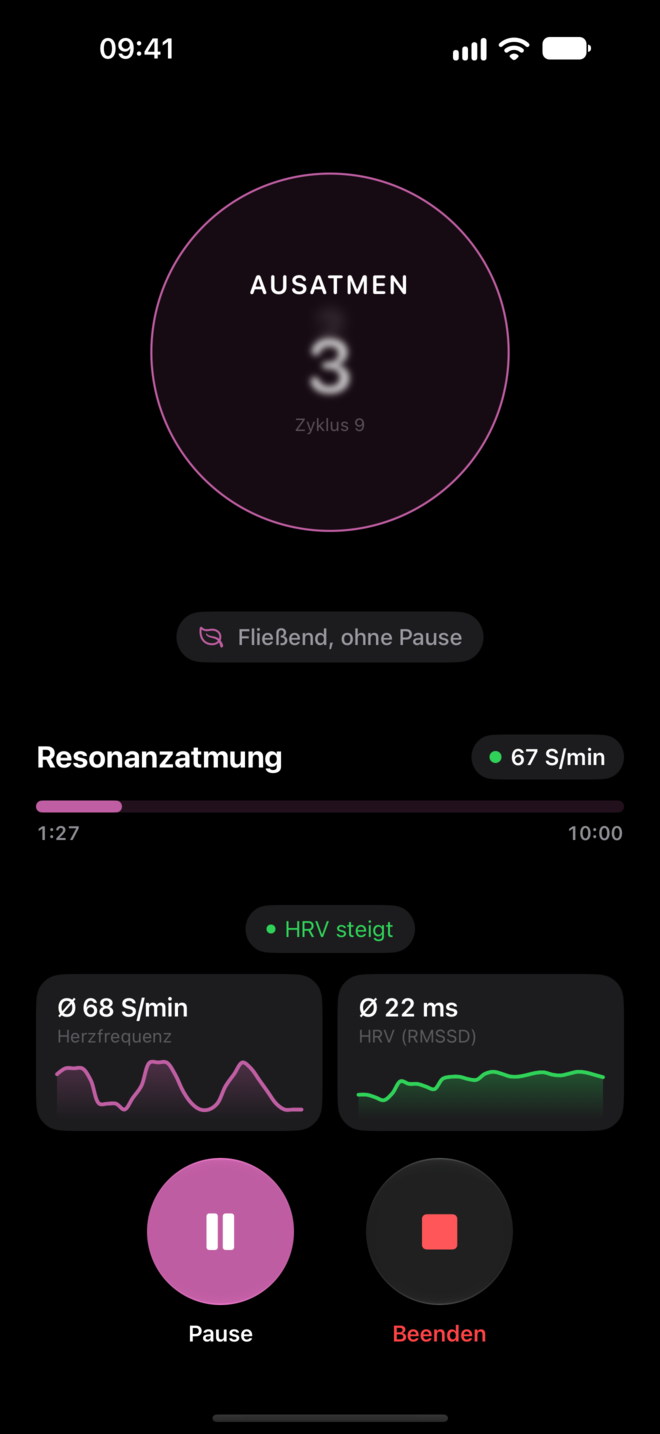 09:41
AUSATMEN
3
Zyklus 9
Fließend, ohne Pause
Resonanzatmung
67 S/min
1:27
10:00
HRV steigt
Ø 68 S/min
Herzfrequenz
Ø 22 ms
HRV (RMSSD)
Pause
Beenden